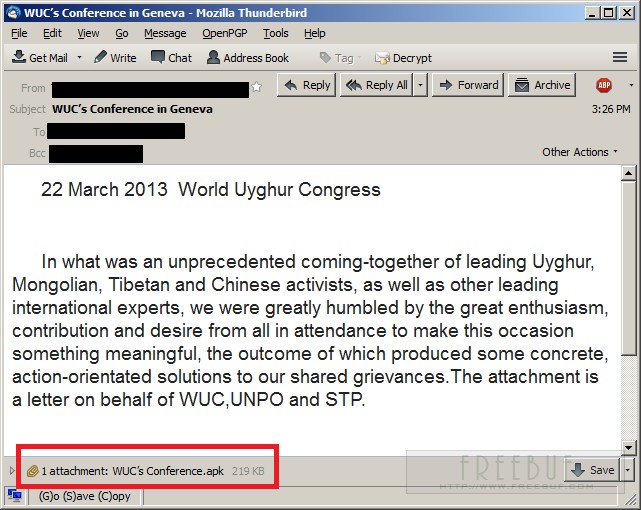 WUC's Conference in Geneva - Mozilla Thunderbird
File Edit View Go Message OpenPGP Tools Help
Get Mail Write Chat Address Book Tag Decrypt
From Reply Reply All Forward Archive ABP
Subject WUC's Conference in Geneva 3:26 PM
To
Bcc Other Actions
22 March 2013 World Uyghur Congress
In what was an unprecedented coming-together of leading Uyghur,
Mongolian, Tibetan and Chinese activists, as well as other leading
international experts, we were greatly humbled by the great enthusiasm,
contribution and desire from all in attendance to make this occasion
something meaningful, the outcome of which produced some concrete,
action-orientated solutions to our shared grievances.The attachment is
a letter on behalf of WUC,UNPO and STP.
1 attachment: WUC's Conference.apk 219 KB Save
FREEBUF
HTTP://WWW.FREEBUF.COM
(G)o (S)ave (C)opy